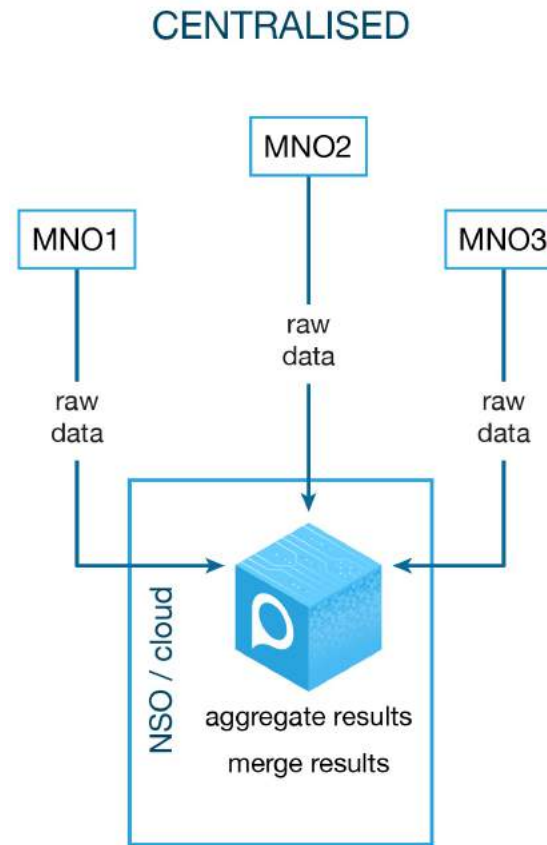 CENTRALISED
MNO2
MNO1
MNO3
raw
data
raw
data
raw
data
NSO / cloud
aggregate results
merge results